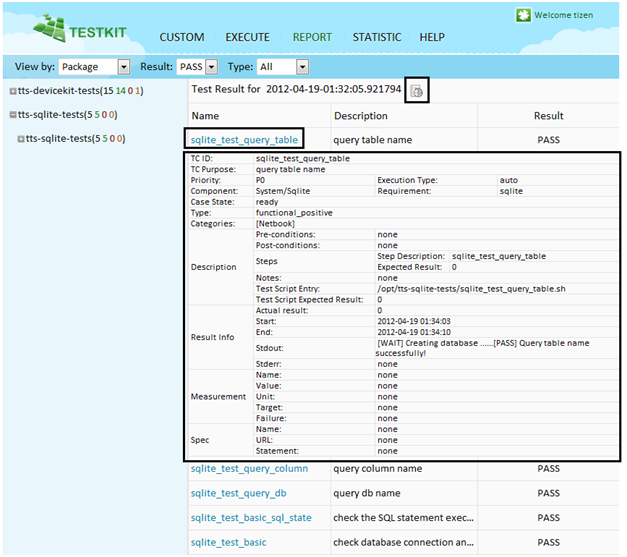 Welcome tizen
TESTKIT
CUSTOM EXECUTE REPORT STATISTIC HELP
View by: Package Result: PASS Type: All
tts-devicekit-tests(15 14 0 1)
tts-sqlite-tests(5 5 0 0)
tts-sqlite-tests(5 5 0 0)
Test Result for 2012-04-19-01:32:05.921794
Name Description Result
sqlite_test_query_table query table name PASS
TC ID: sqlite_test_query_table
TC Purpose: query table name
Priority: P0 Execution Type: auto
Component: System/Sqlite Requirement: sqlite
Case State: ready
Type: functional_positive
Categories: [Netbook]
Description
Pre-conditions: none
Post-conditions: none
Steps
Step Description: sqlite_test_query_table
Expected Result: 0
Notes: none
Test Script Entry: /opt/tts-sqlite-tests/sqlite_test_query_table.sh
Test Script Expected Result: 0
Result Info
Actual result: 0
Start: 2012-04-19 01:34:03
End: 2012-04-19 01:34:10
Stdout: [WAIT] Creating database ......[PASS] Query table name
successfully!
Stderr: none
Measurement
Name: none
Value: none
Unit: none
Target: none
Failure: none
Spec
Name: none
URL: none
Statement: none
sqlite_test_query_column query column name PASS
sqlite_test_query_db query db name PASS
sqlite_test_basic_sql_state check the SQL statement exec... PASS
sqlite_test_basic check database connection an... PASS